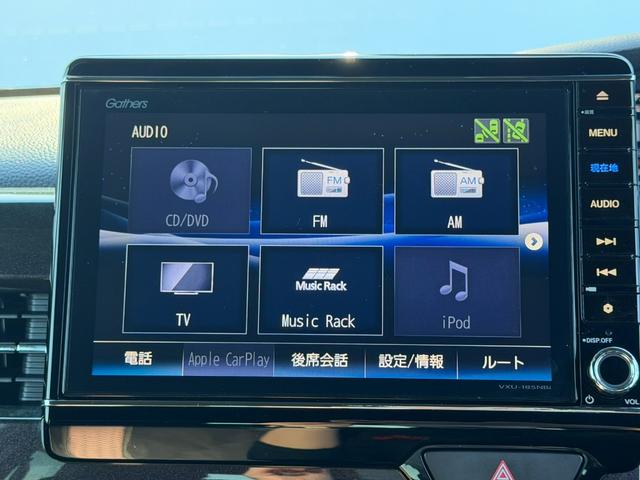 Gathers
AUDIO
CD/DVD
FM
FM
AM
AM
TV
Music Rack
Music Rack
iPod
電話
Apple CarPlay
後席会話
設定/情報
ルート
VXU-185NBi
MENU
現在地
AUDIO
DISP.OFF
VOL